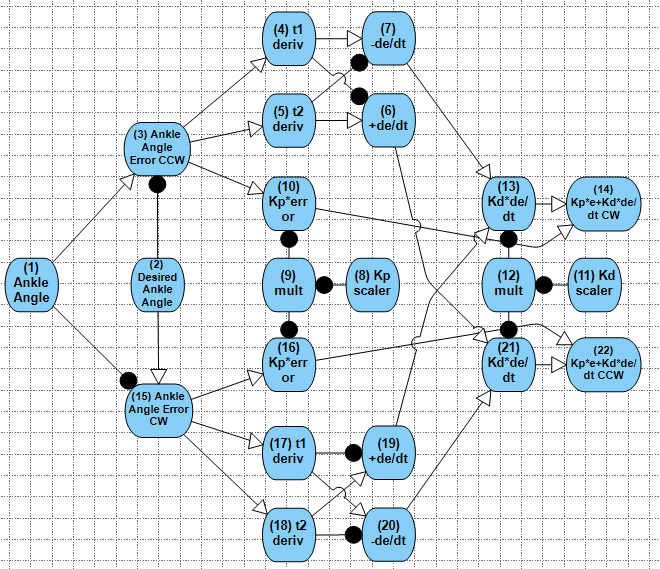 (4) t1
deriv
(7)
-de/dt
(5) t2
deriv
(6)
+de/dt
(3) Ankle
Angle
Error CCW
(10)
Kp*err
or
(13)
Kd*de/
dt
(14)
Kp*e+Kd*de/
dt CW
(1)
Ankle
Angle
(2)
Desired
Ankle
Angle
(9)
mult
(8) Kp
scaler
(12)
mult
(11) Kd
scaler
(16)
Kp*err
or
(21)
Kd*de/
dt
(22)
Kp*e+Kd*de/
dt CCW
(15) Ankle
Angle Error
CW
(17) t1
deriv
(19)
+de/dt
(18) t2
deriv
(20)
-de/dt